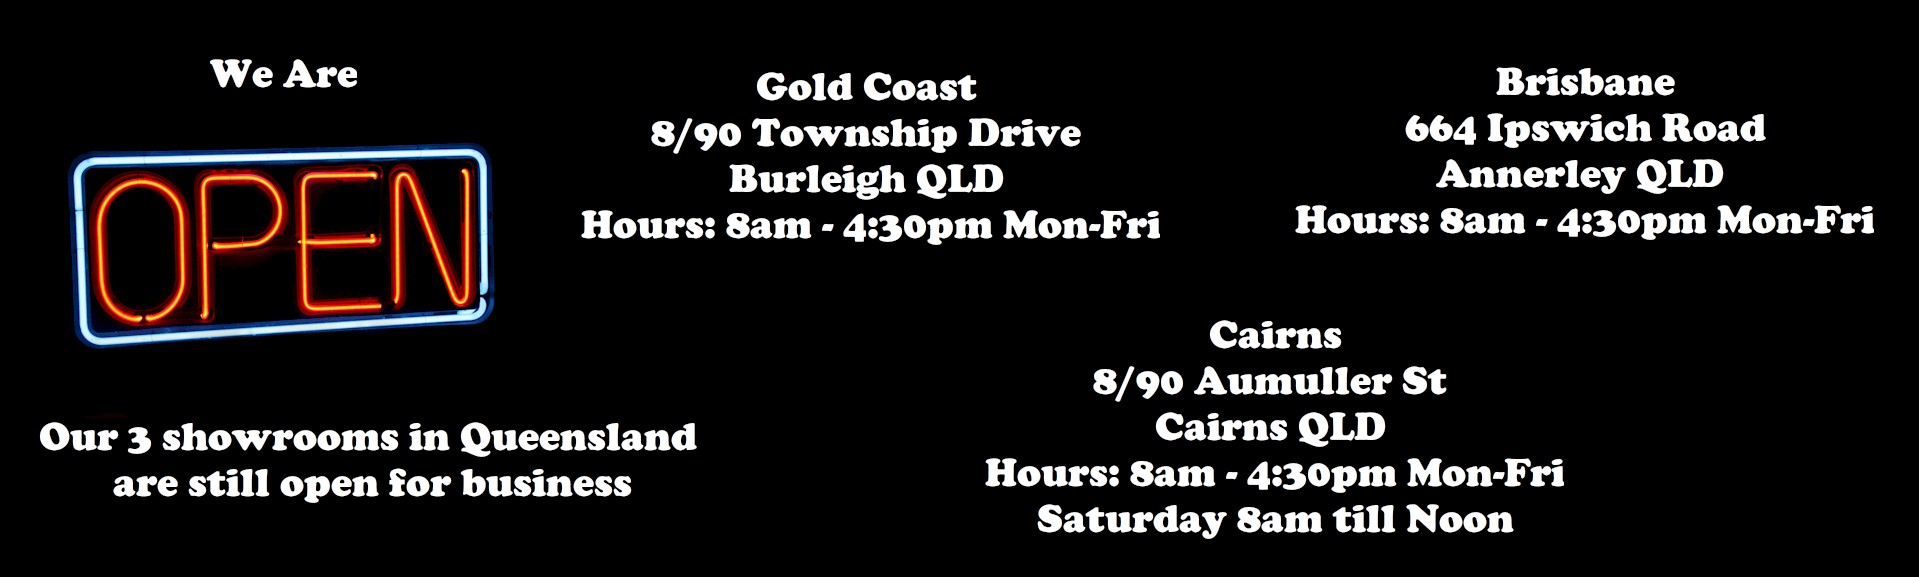 We Are
OPEN
Our 3 showrooms in Queensland
are still open for business
Gold Coast
8/90 Township Drive
Burleigh QLD
Hours: 8am - 4:30pm Mon-Fri
Brisbane
664 Ipswich Road
Annerley QLD
Hours: 8am - 4:30pm Mon-Fri
Cairns
8/90 Aumuller St
Cairns QLD
Hours: 8am - 4:30pm Mon-Fri
Saturday 8am till Noon